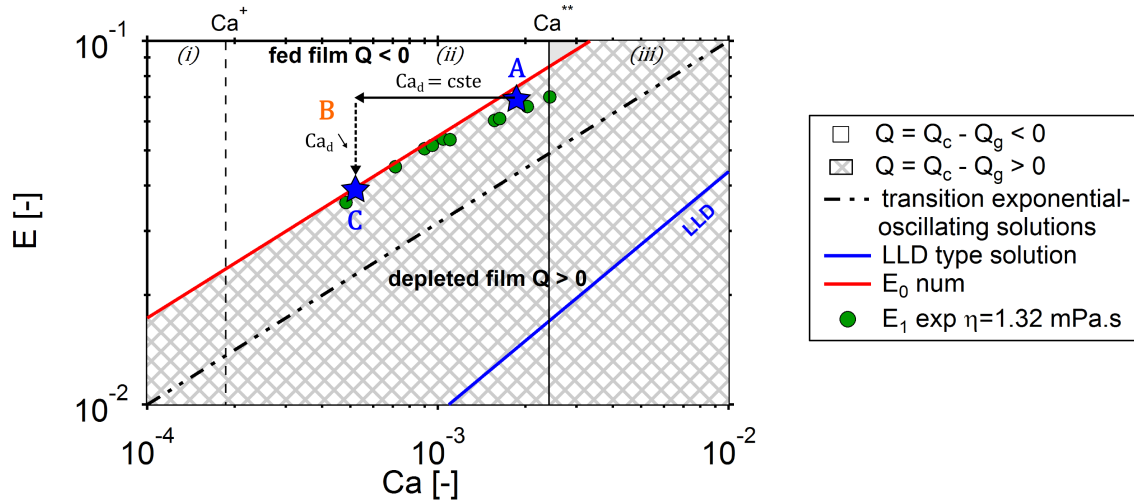 Ca⁺
Ca**
10⁻¹
(i)
fed film Q < 0
(ii)
(iii)
A
Ca_d = cste
B
Ca_d ↘
C
E [-]
LLD
depleted film Q > 0
10⁻²
10⁻⁴
10⁻³
10⁻²
Ca [-]
Q = Q_c - Q_g < 0
Q = Q_c - Q_g > 0
transition exponential-
oscillating solutions
LLD type solution
E₀ num
E₁ exp η=1.32 mPa.s